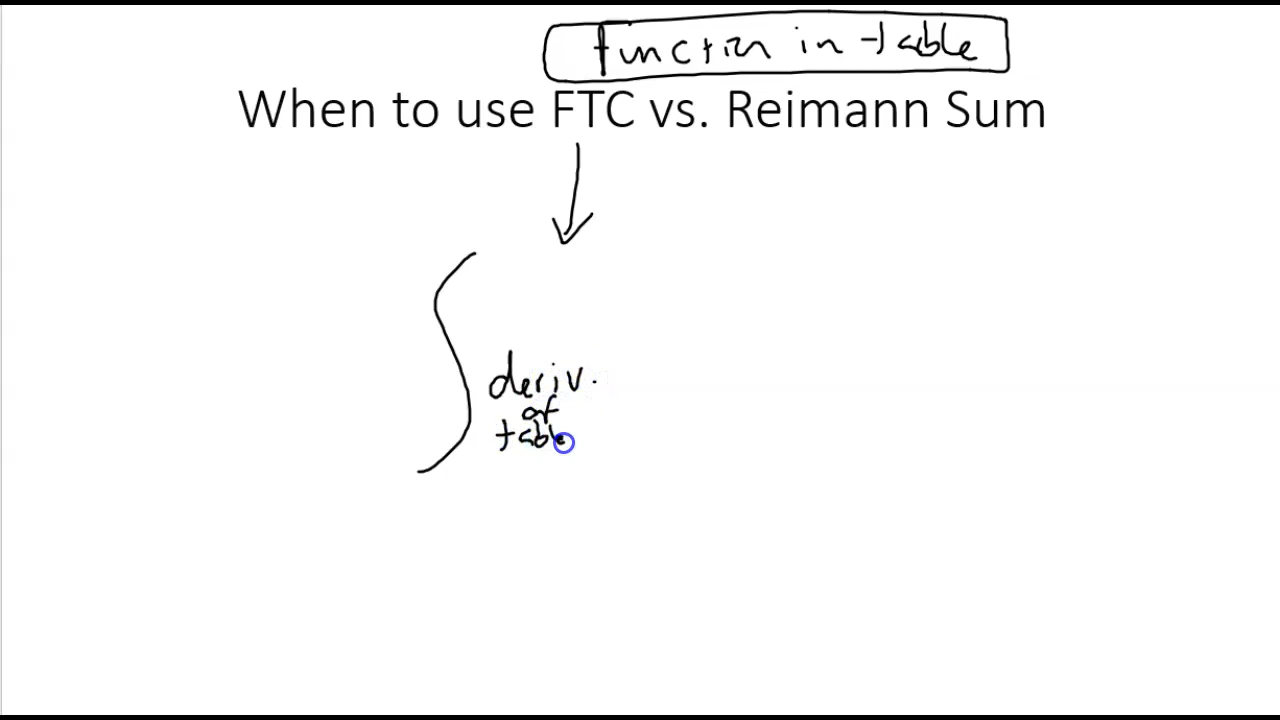 function in table
When to use FTC vs. Reimann Sum
deriv.
of
table